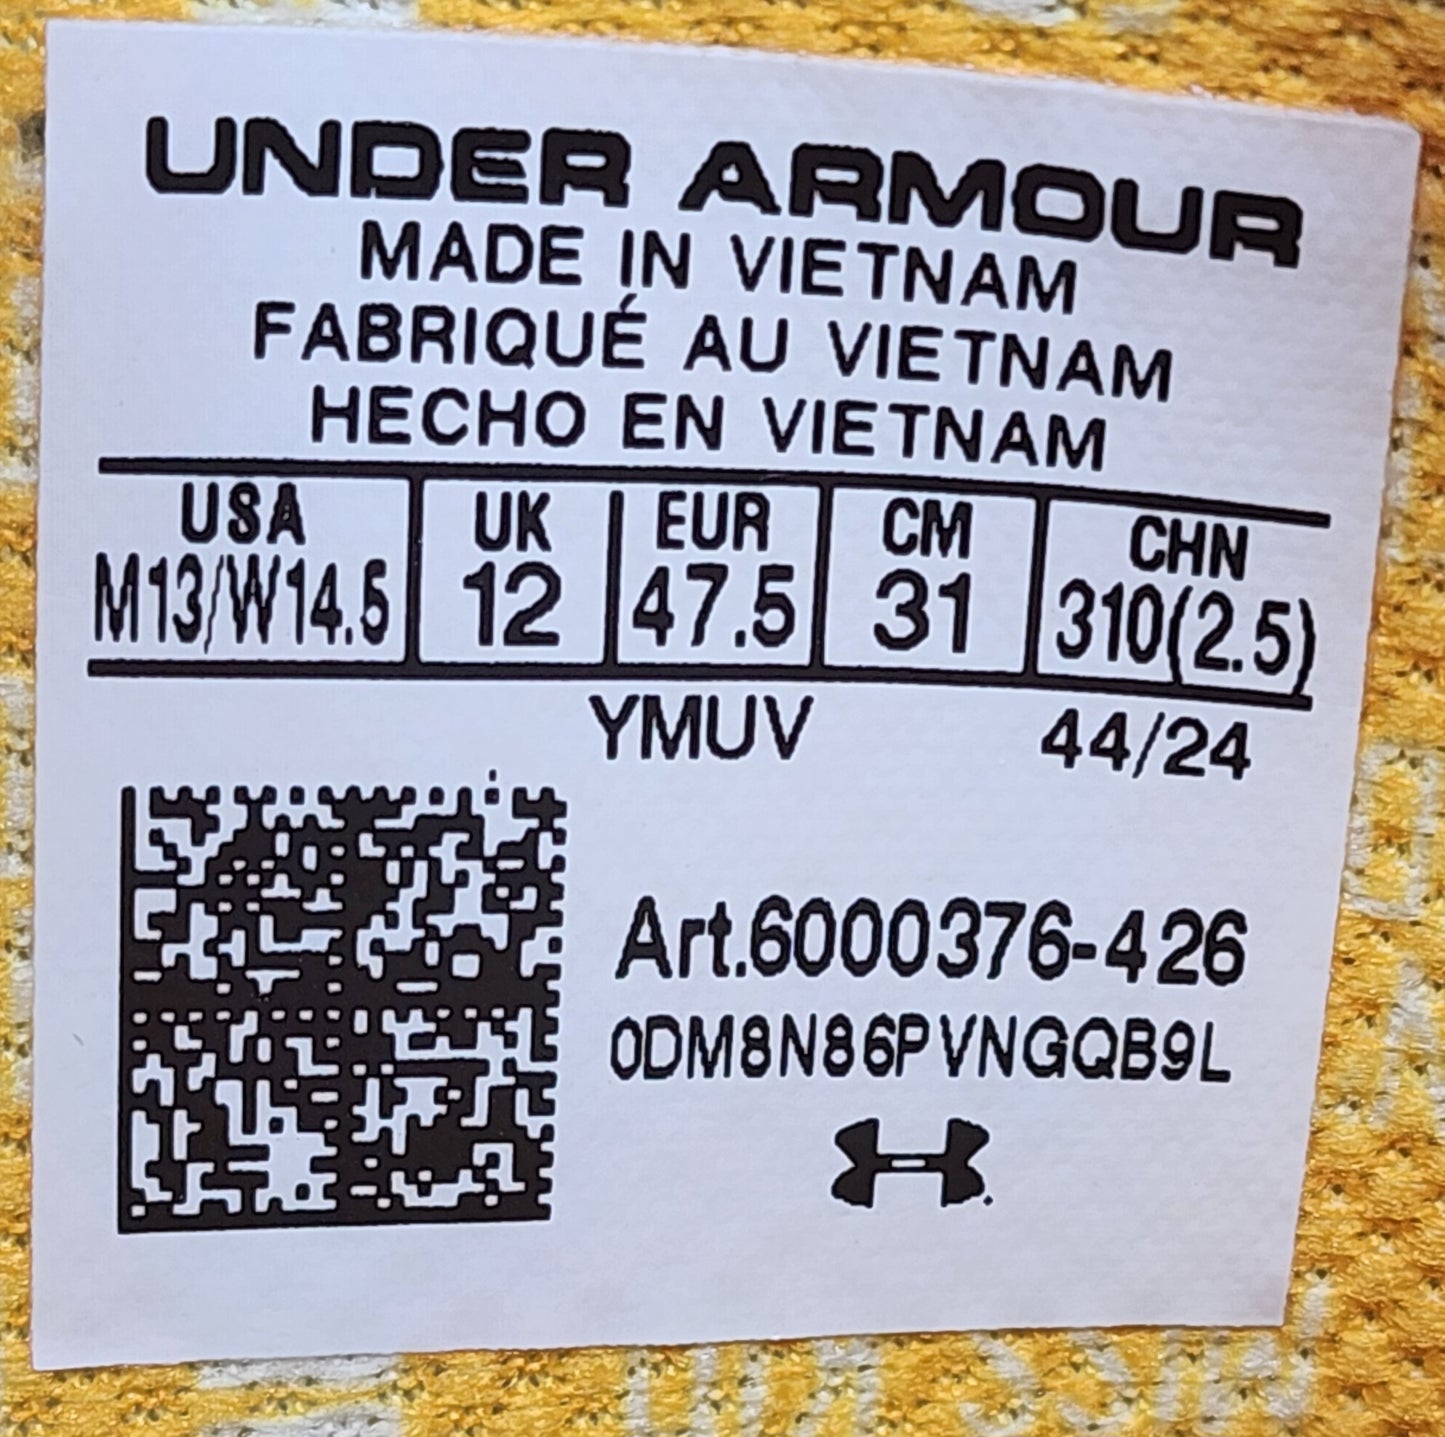 UNDER ARMOUR
MADE IN VIETNAM
FABRIQUÉ AU VIETNAM
HECHO EN VIETNAM
USA UK EUR CM CHN
M13/W14.5 12 47.5 31 310(2.5)
YMUV 44/24
Art.6000376-426
0DM8N86PVNGQB9L